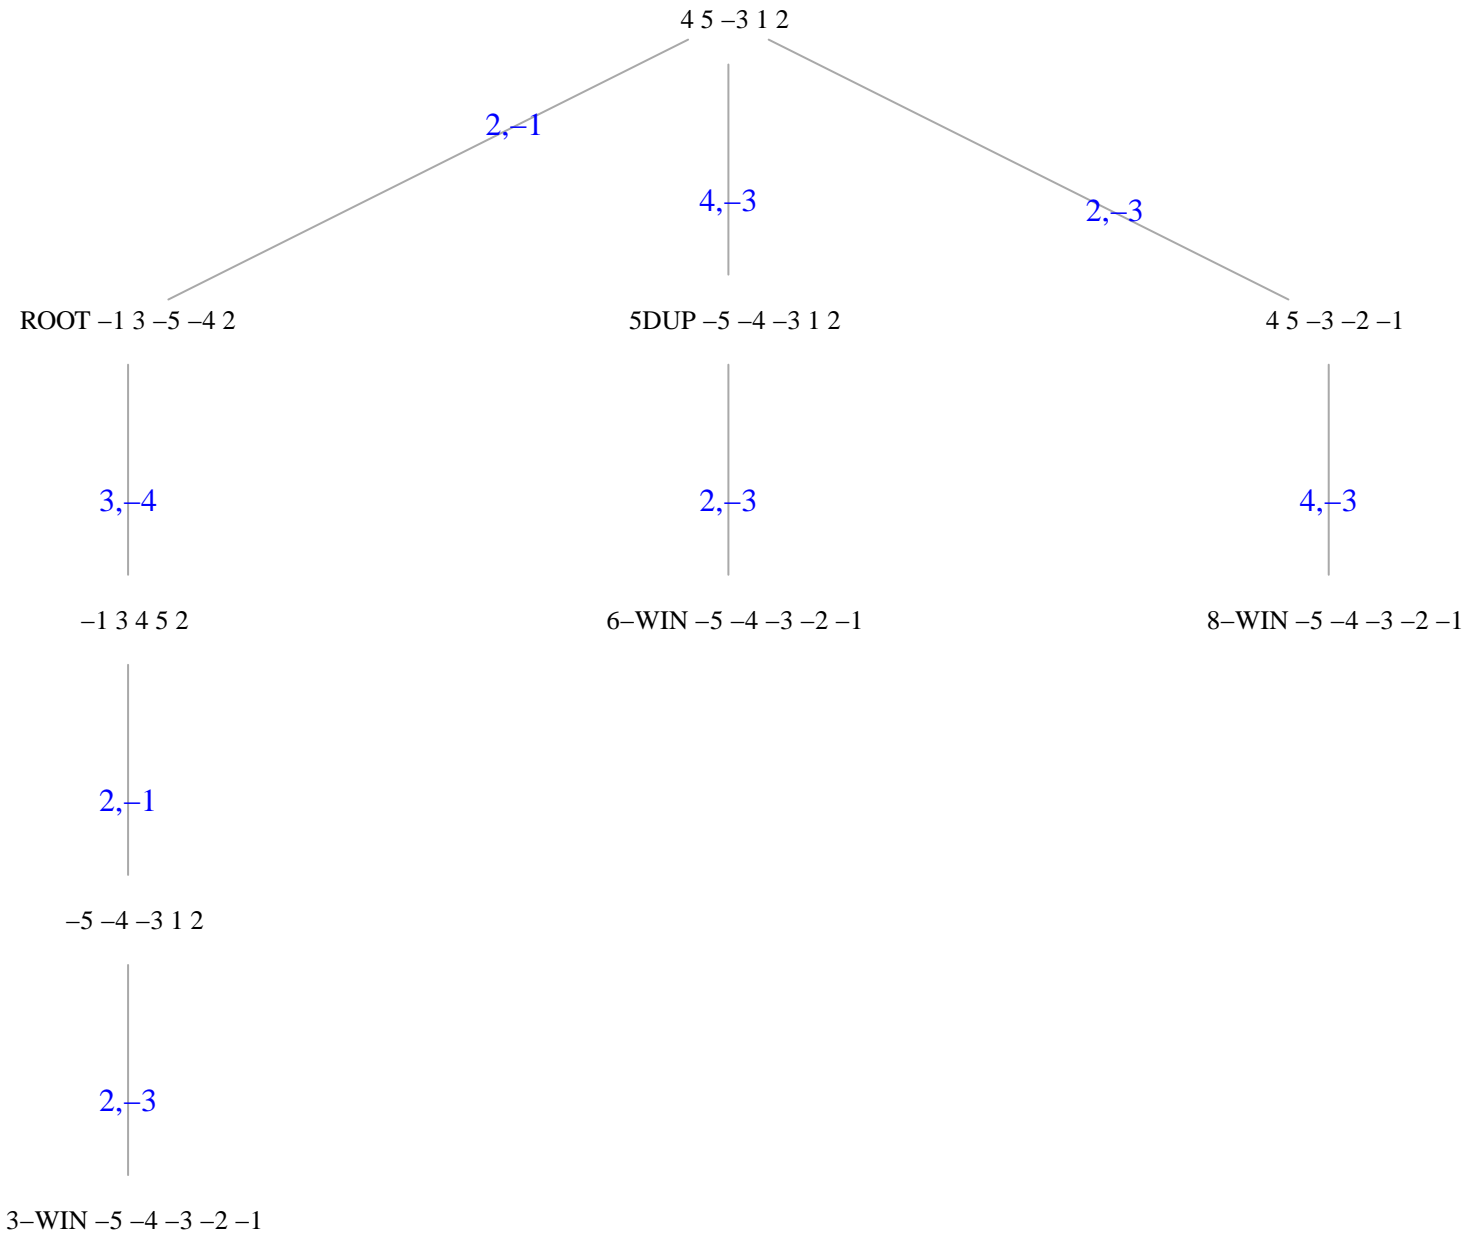 4 5 −3 1 2
2,−1
4,−3
2,−3
ROOT −1 3 −5 −4 2
5DUP −5 −4 −3 1 2
4 5 −3 −2 −1
3,−4
2,−3
4,−3
−1 3 4 5 2
6−WIN −5 −4 −3 −2 −1
8−WIN −5 −4 −3 −2 −1
2,−1
−5 −4 −3 1 2
2,−3
3−WIN −5 −4 −3 −2 −1